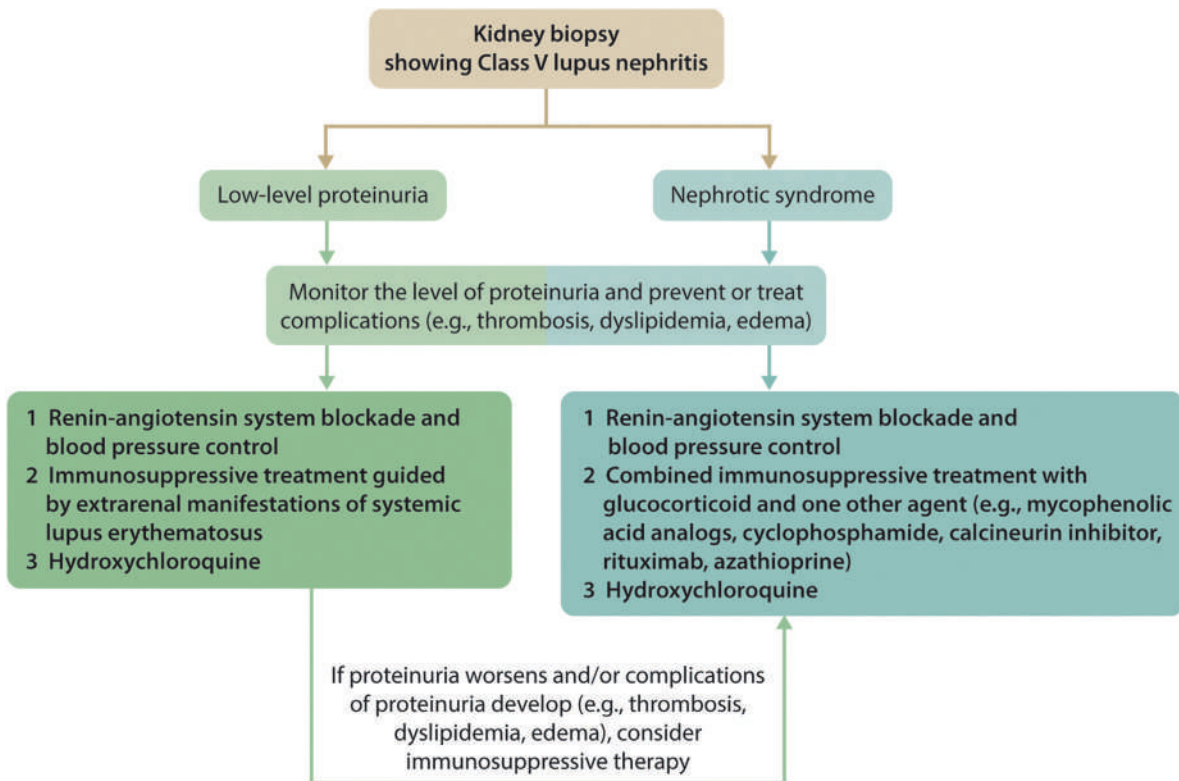 Kidney biopsy
showing Class V lupus nephritis
Low-level proteinuria
Nephrotic syndrome
Monitor the level of proteinuria and prevent or treat
complications (e.g., thrombosis, dyslipidemia, edema)
1 Renin-angiotensin system blockade and
blood pressure control
2 Immunosuppressive treatment guided
by extrarenal manifestations of systemic
lupus erythematosus
3 Hydroxychloroquine
1 Renin-angiotensin system blockade and
blood pressure control
2 Combined immunosuppressive treatment with
glucocorticoid and one other agent (e.g., mycophenolic
acid analogs, cyclophosphamide, calcineurin inhibitor,
rituximab, azathioprine)
3 Hydroxychloroquine
If proteinuria worsens and/or complications
of proteinuria develop (e.g., thrombosis,
dyslipidemia, edema), consider
immunosuppressive therapy